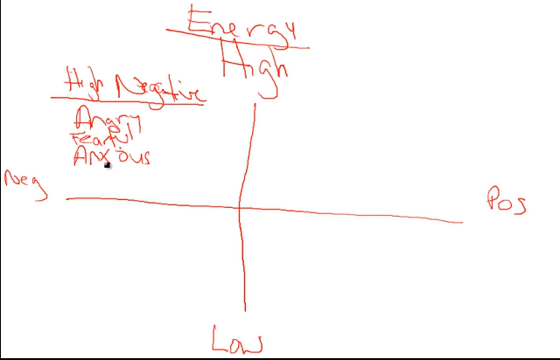 Energy
High
High Negative
Angry
Fearful
Anxious
Neg
Pos
Low